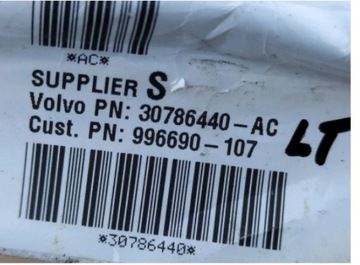 *AC*
SUPPLIER S
Volvo PN: 30786440-AC
Cust. PN: 996690-107
LT
*30786440*